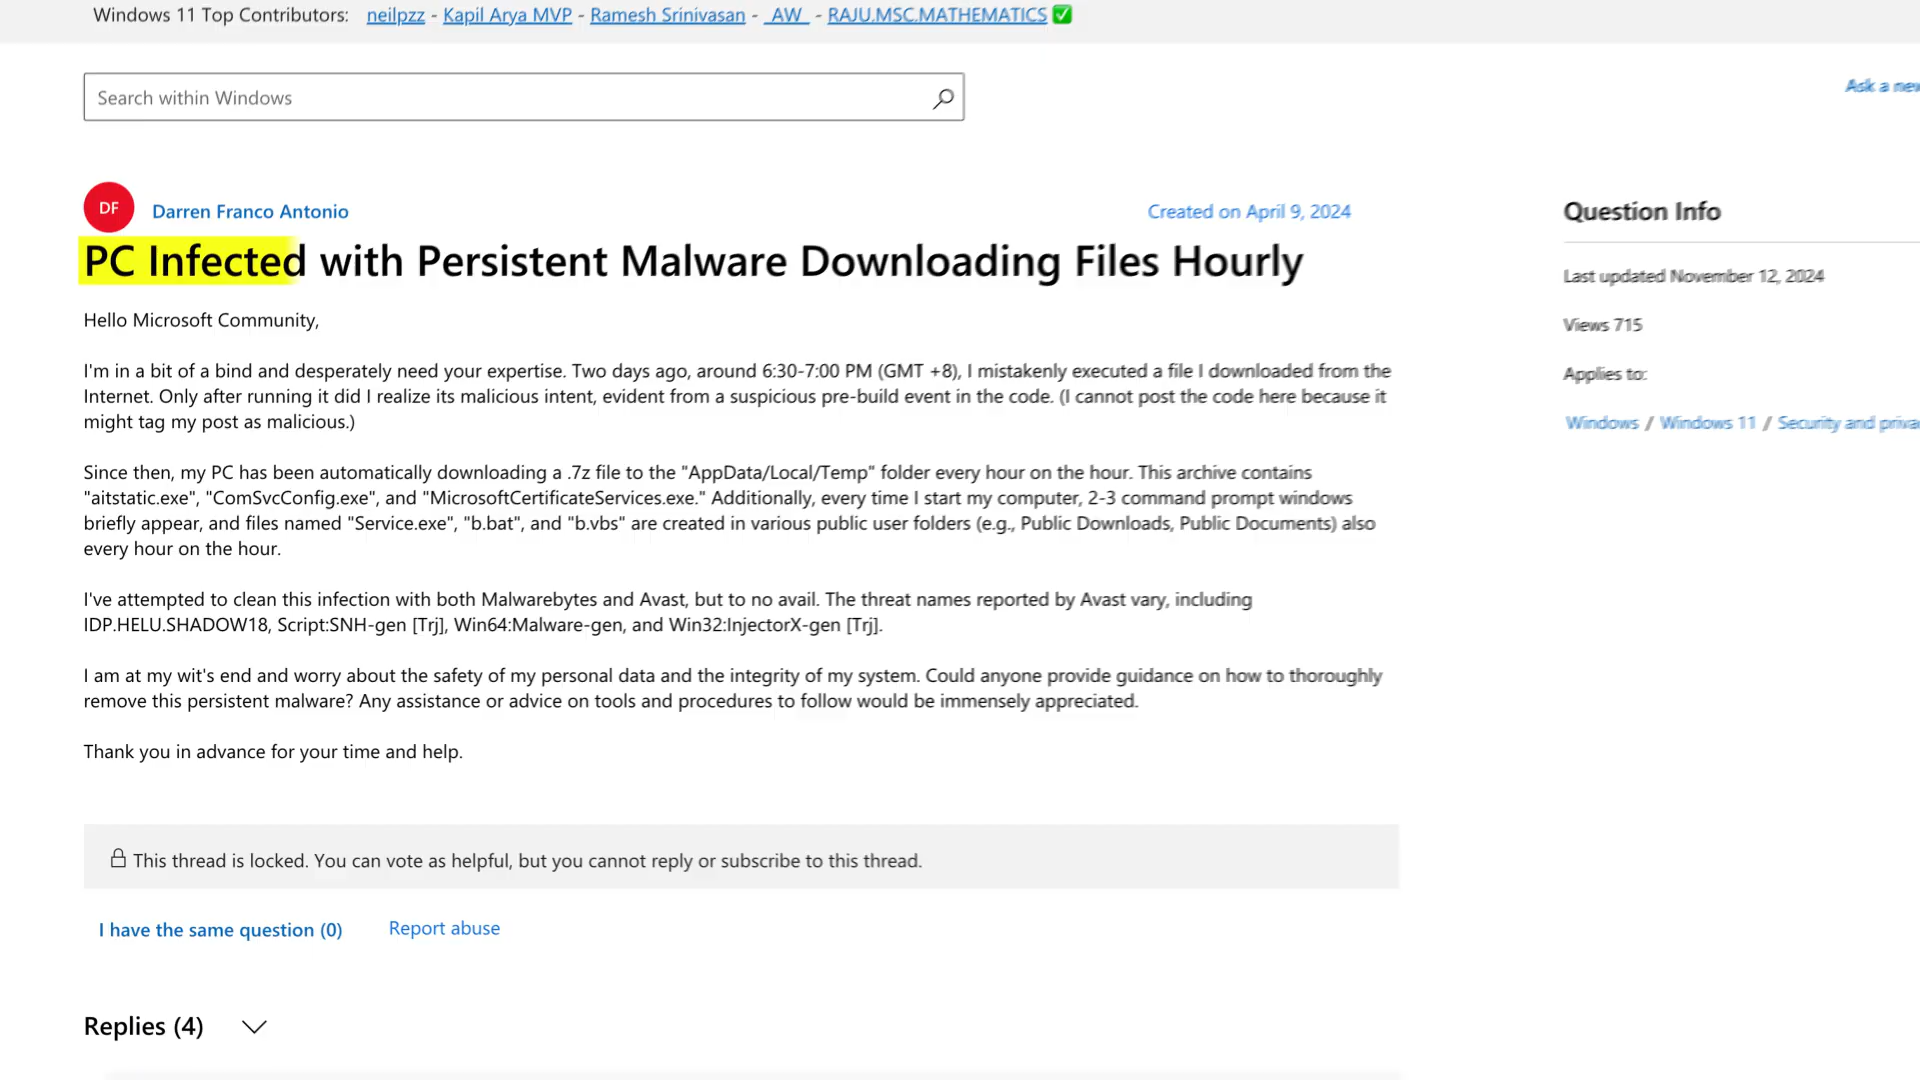 Windows 11 Top Contributors: neilpzz - Kapil Arya MVP - Ramesh Srinivasan - _AW_ - RAJU.MSC.MATHEMATICS ✅
Search within Windows
Ask a new
DF
Darren Franco Antonio
Created on April 9, 2024
PC Infected with Persistent Malware Downloading Files Hourly
Hello Microsoft Community,
I'm in a bit of a bind and desperately need your expertise. Two days ago, around 6:30-7:00 PM (GMT +8), I mistakenly executed a file I downloaded from the
Internet. Only after running it did I realize its malicious intent, evident from a suspicious pre-build event in the code. (I cannot post the code here because it
might tag my post as malicious.)
Since then, my PC has been automatically downloading a .7z file to the "AppData/Local/Temp" folder every hour on the hour. This archive contains
"aitstatic.exe", "ComSvcConfig.exe", and "MicrosoftCertificateServices.exe." Additionally, every time I start my computer, 2-3 command prompt windows
briefly appear, and files named "Service.exe", "b.bat", and "b.vbs" are created in various public user folders (e.g., Public Downloads, Public Documents) also
every hour on the hour.
I've attempted to clean this infection with both Malwarebytes and Avast, but to no avail. The threat names reported by Avast vary, including
IDP.HELU.SHADOW18, Script:SNH-gen [Trj], Win64:Malware-gen, and Win32:InjectorX-gen [Trj].
I am at my wit's end and worry about the safety of my personal data and the integrity of my system. Could anyone provide guidance on how to thoroughly
remove this persistent malware? Any assistance or advice on tools and procedures to follow would be immensely appreciated.
Thank you in advance for your time and help.
This thread is locked. You can vote as helpful, but you cannot reply or subscribe to this thread.
I have the same question (0)
Report abuse
Replies (4)
Question Info
Last updated November 12, 2024
Views 715
Applies to:
Windows / Windows 11 / Security and priva